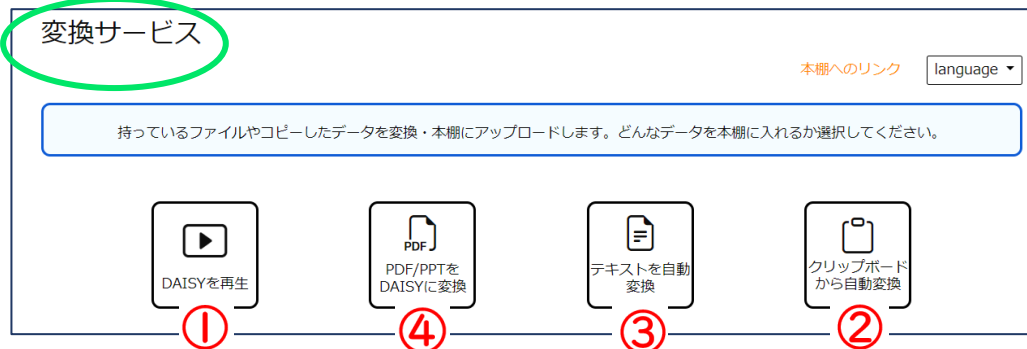 変換サービス
本棚へのリンク
language
持っているファイルやコピーしたデータを変換・本棚にアップロードします。どんなデータを本棚に入れるか選択してください。
DAISYを再生
①
PDF
PDF/PPTを
DAISYに変換
④
テキストを自動
変換
③
クリップボード
から自動変換
②